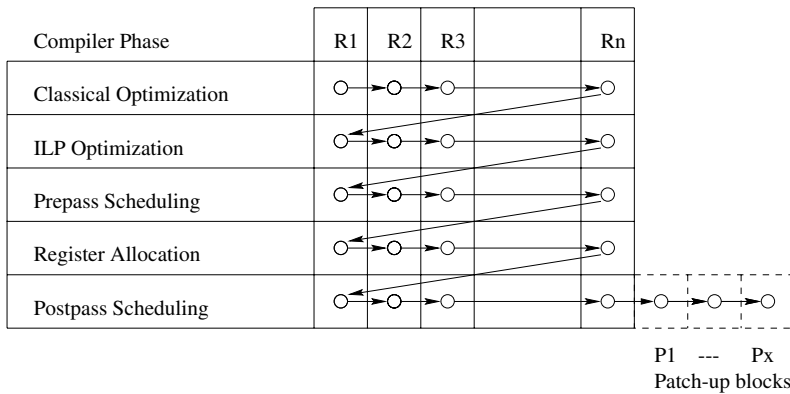 Compiler Phase R1 R2 R3 Rn
Classical Optimization
ILP Optimization
Prepass Scheduling
Register Allocation
Postpass Scheduling
P1 --- Px
Patch-up blocks